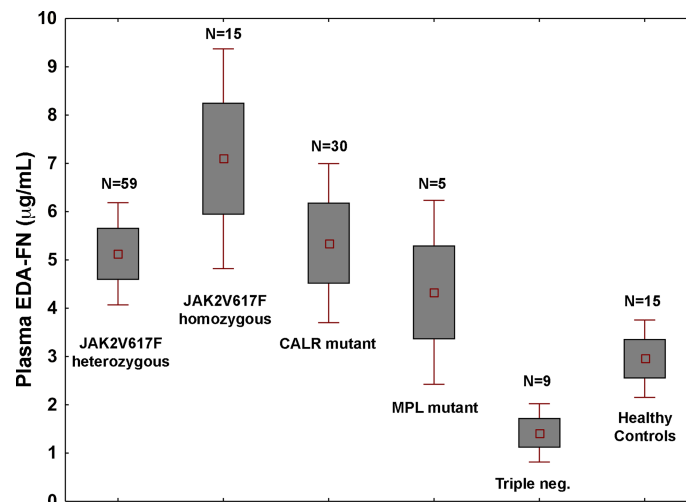 Plasma EDA-FN (μg/mL)
10
9
8
7
6
5
4
3
2
1
0
N=59
JAK2V617F
heterozygous
N=15
JAK2V617F
homozygous
N=30
CALR mutant
N=5
MPL mutant
N=9
Triple neg.
N=15
Healthy
Controls